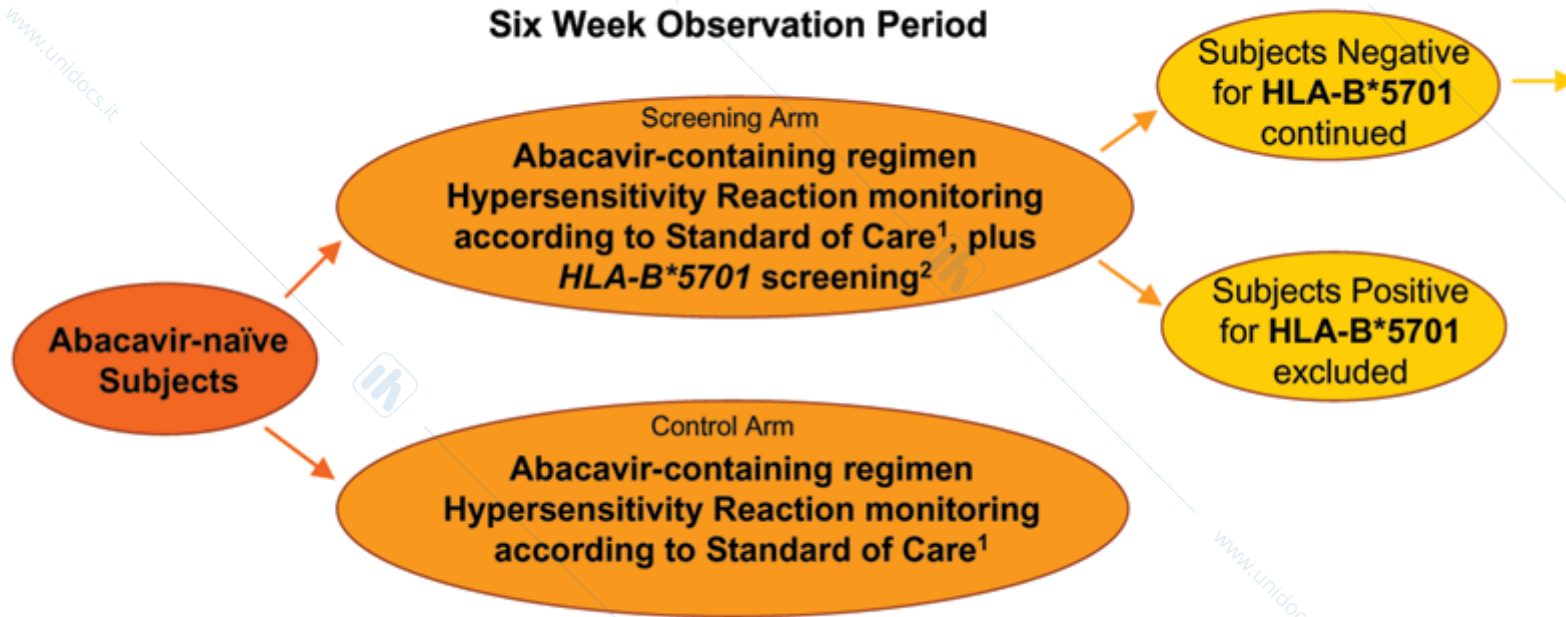 Six Week Observation Period
www.unidocs.it
Subjects Negative
for HLA-B*5701
continued
Screening Arm
Abacavir-containing regimen
Hypersensitivity Reaction monitoring
according to Standard of Care¹, plus
HLA-B*5701 screening²
Subjects Positive
for HLA-B*5701
excluded
Abacavir-naïve
Subjects
Control Arm
Abacavir-containing regimen
Hypersensitivity Reaction monitoring
according to Standard of Care¹
www.unidoc